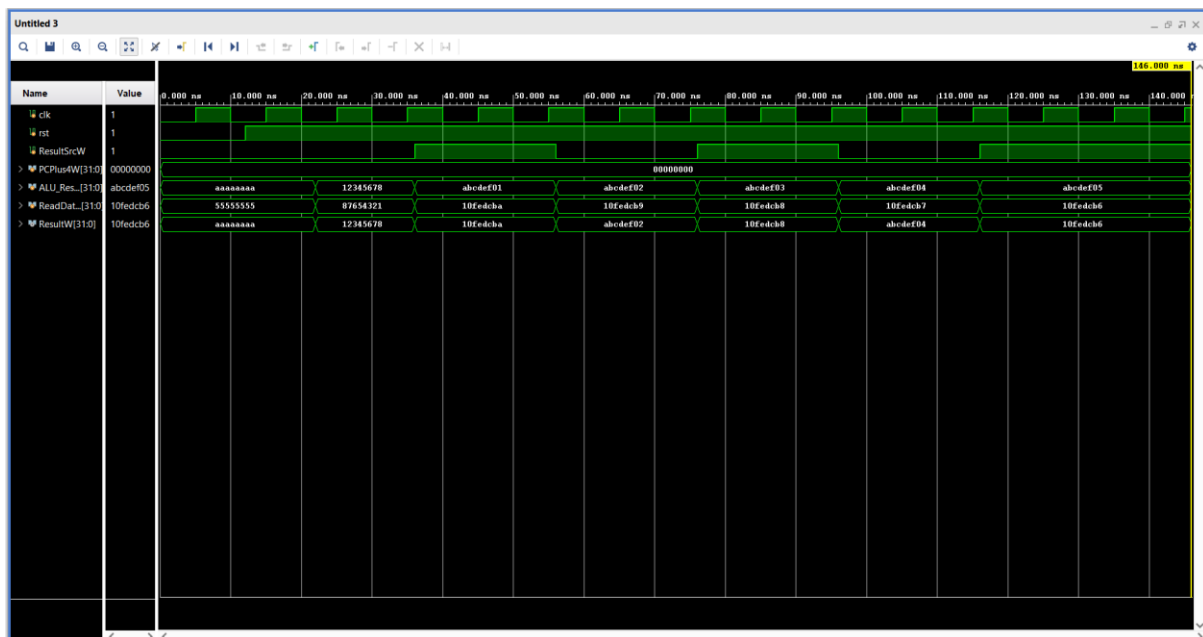 Untitled 3
146.000 ns
Name Value
0.000 ns 10.000 ns 20.000 ns 30.000 ns 40.000 ns 50.000 ns 60.000 ns 70.000 ns 80.000 ns 90.000 ns 100.000 ns 110.000 ns 120.000 ns 130.000 ns 140.000
clk 1
rst 1
ResultSrcW 1
PCPlus4W[31:0] 00000000 00000000
ALU_Res...[31:0] abcdef05 aaaaaaaa 12345678 abcdef01 abcdef02 abcdef03 abcdef04 abcdef05
ReadDat...[31:0] 10fedcb6 55555555 87654321 10fedcba 10fedcb9 10fedcb8 10fedcb7 10fedcb6
ResultW[31:0] 10fedcb6 aaaaaaaa 12345678 10fedcba abcdef02 10fedcb8 abcdef04 10fedcb6